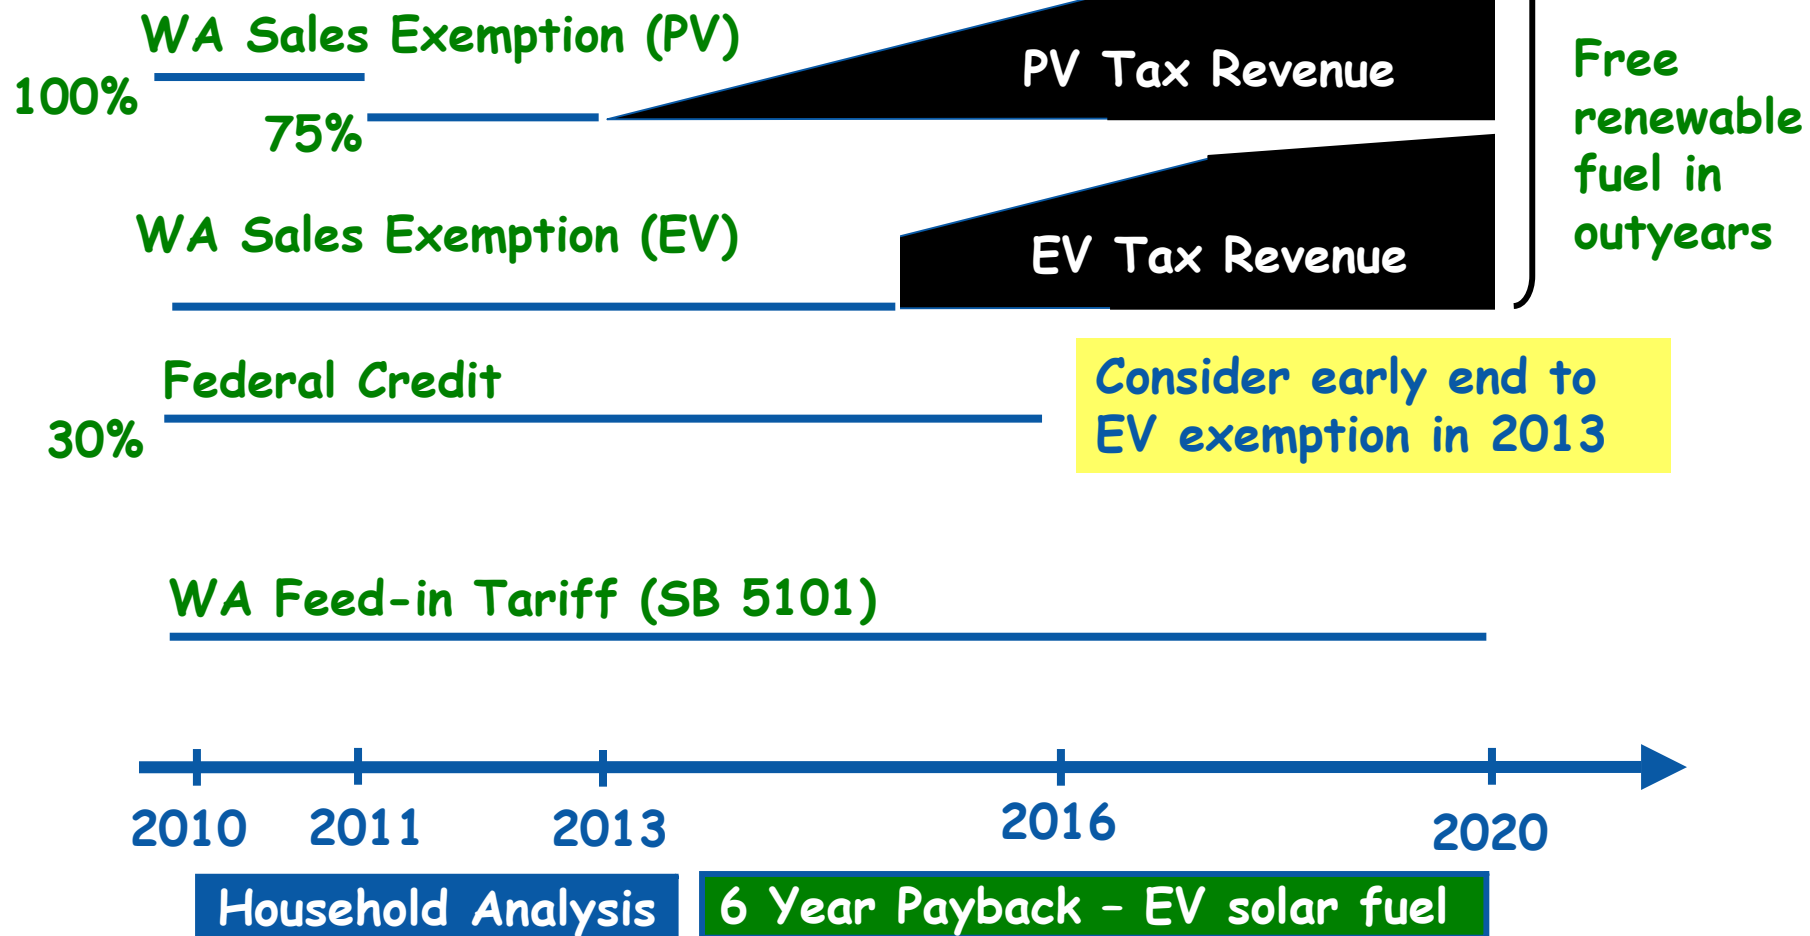 WA Sales Exemption (PV)
100%
75%
PV Tax Revenue
Free
renewable
fuel in
outyears
WA Sales Exemption (EV)
EV Tax Revenue
Federal Credit
30%
Consider early end to
EV exemption in 2013
WA Feed-in Tariff (SB 5101)
2010 2011 2013 2016 2020
Household Analysis
6 Year Payback – EV solar fuel